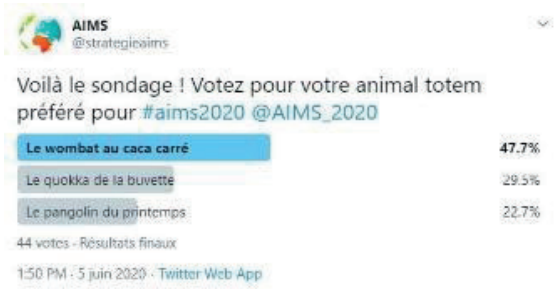 AIMS
@strategieaims
Voilà le sondage ! Votez pour votre animal totem
préféré pour #aims2020 @AIMS_2020
Le wombat au caca carré 47.7%
Le quokka de la buvette 29.5%
Le pangolin du printemps 22.7%
44 votes · Résultats finaux
1:50 PM · 5 juin 2020 · Twitter Web App